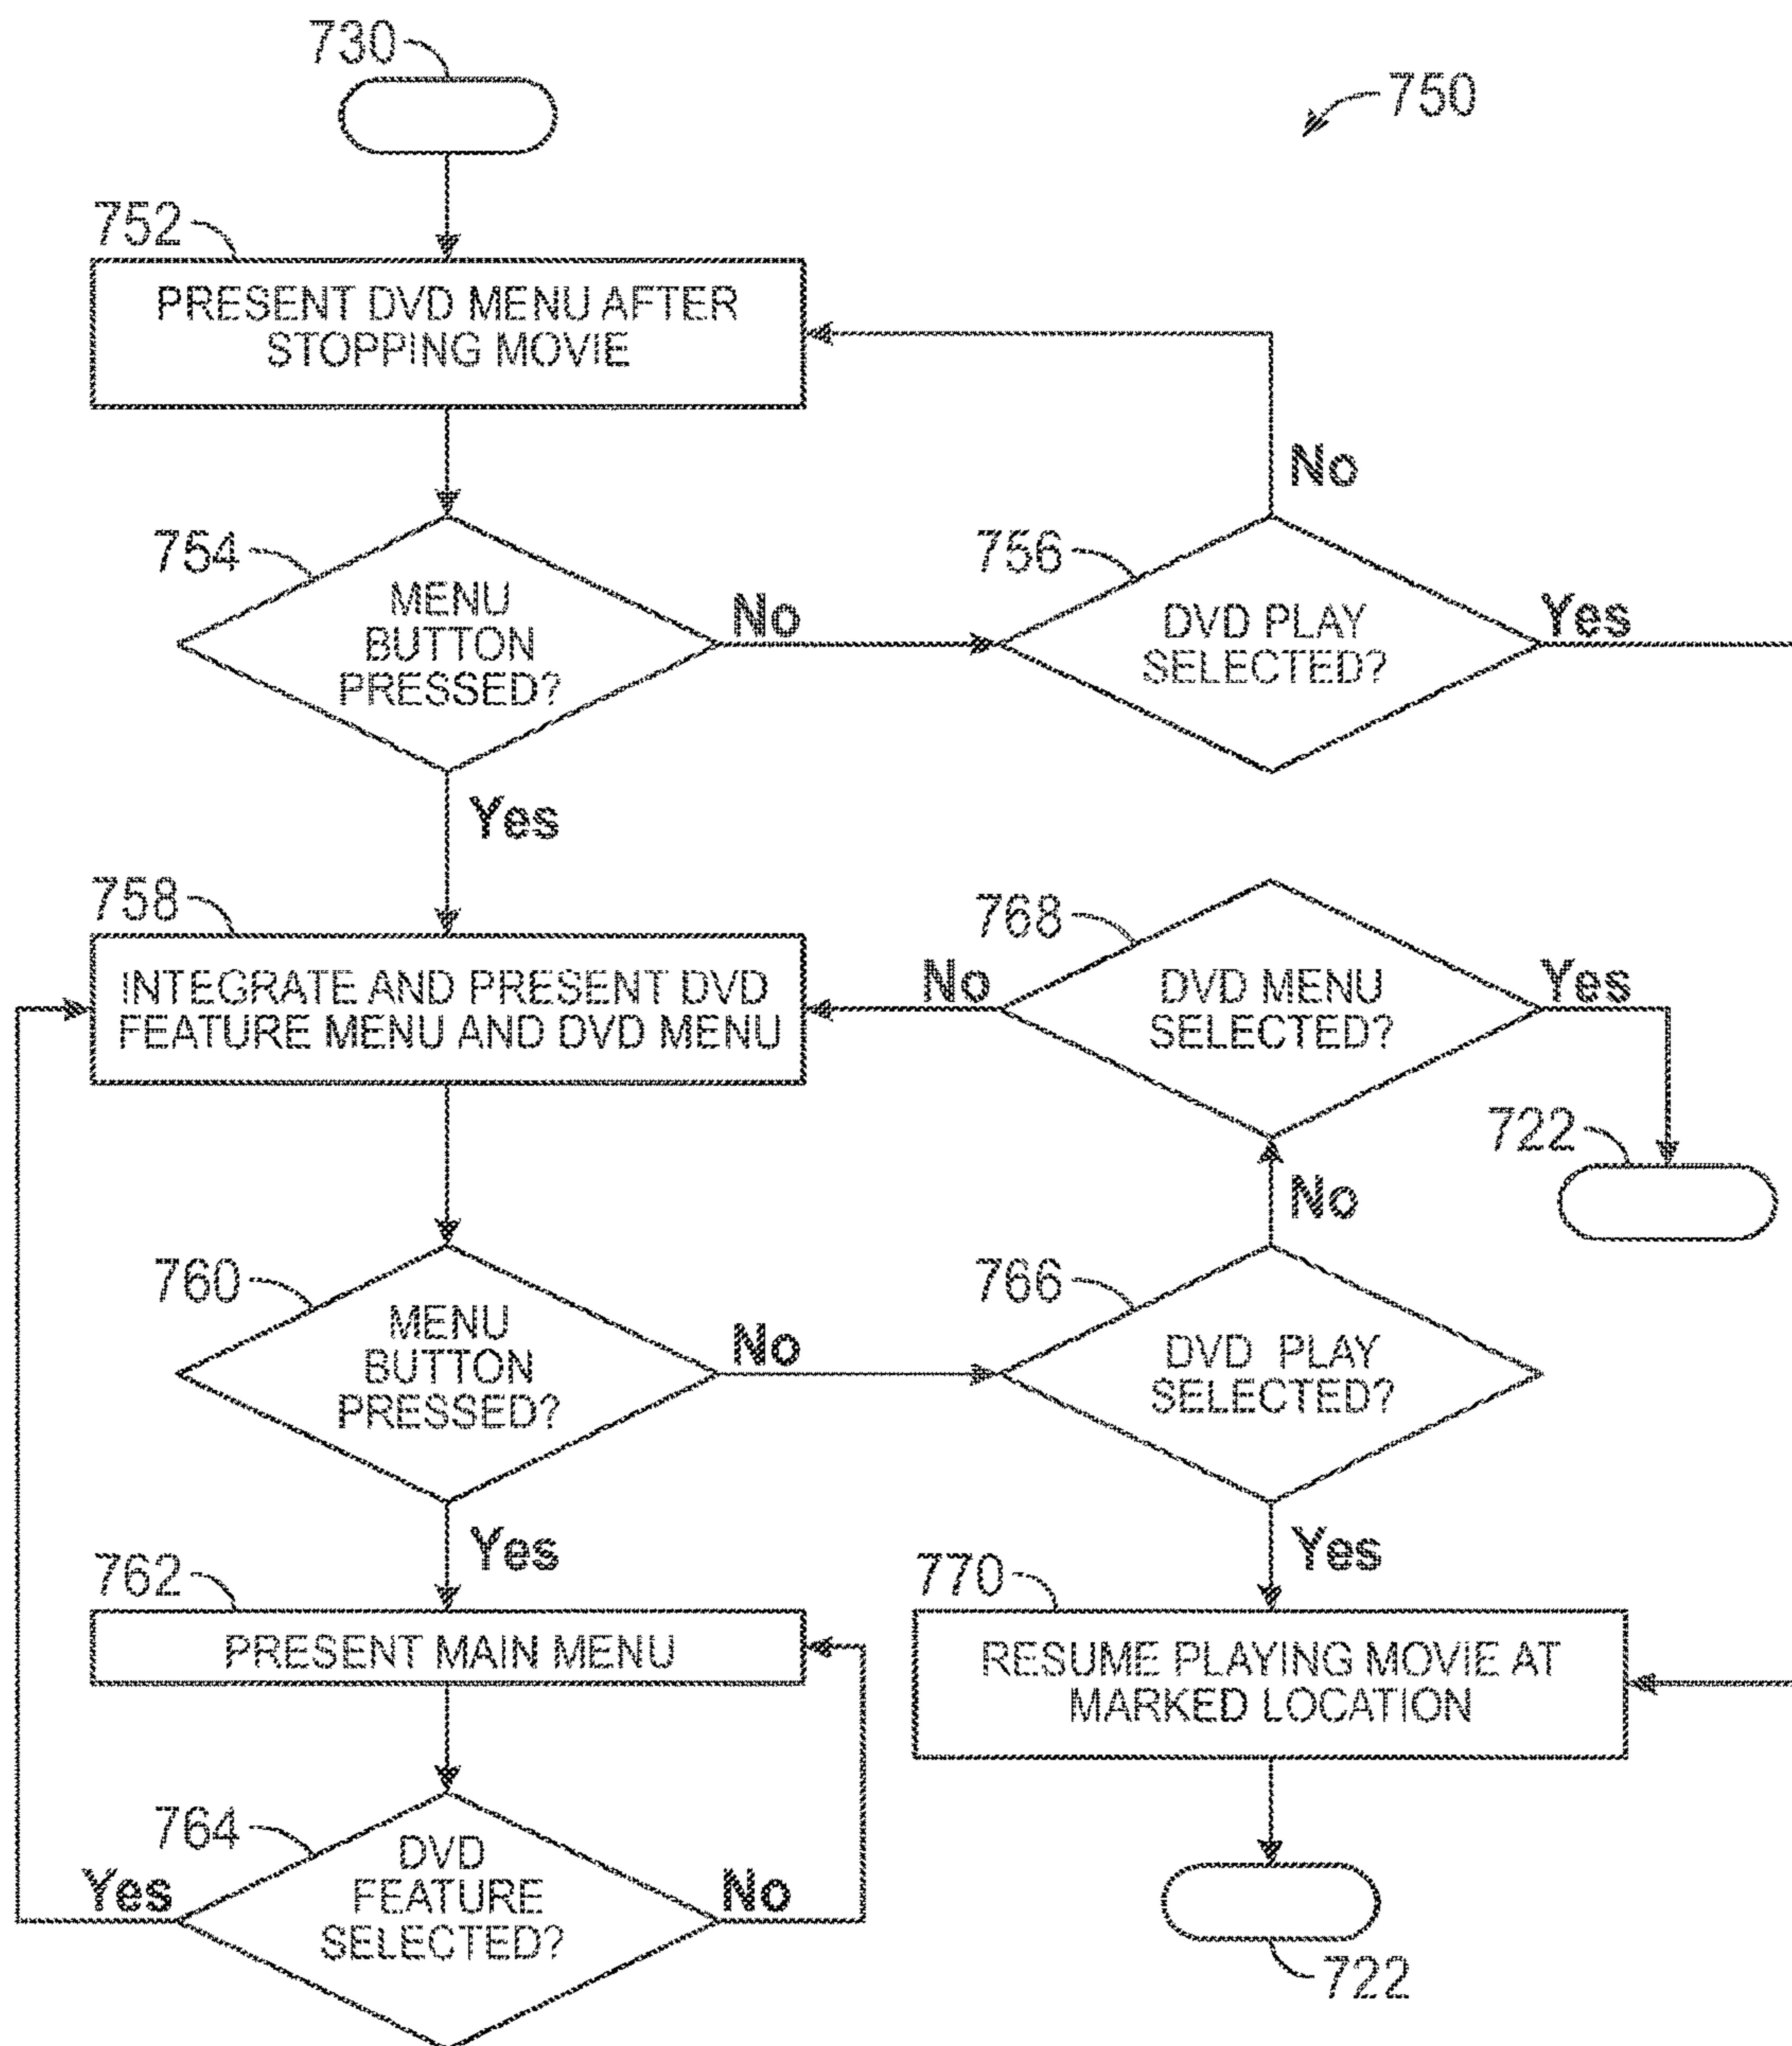 730
750
752
PRESENT DVD MENU AFTER
STOPPING MOVIE
No
754
MENU
BUTTON
PRESSED?
No
756
DVD PLAY
SELECTED?
Yes
Yes
758
INTEGRATE AND PRESENT DVD
FEATURE MENU AND DVD MENU
No
768
DVD MENU
SELECTED?
Yes
722
No
760
MENU
BUTTON
PRESSED?
No
766
DVD PLAY
SELECTED?
Yes
Yes
762
PRESENT MAIN MENU
770
RESUME PLAYING MOVIE AT
MARKED LOCATION
764
DVD
FEATURE
SELECTED?
Yes
No
722